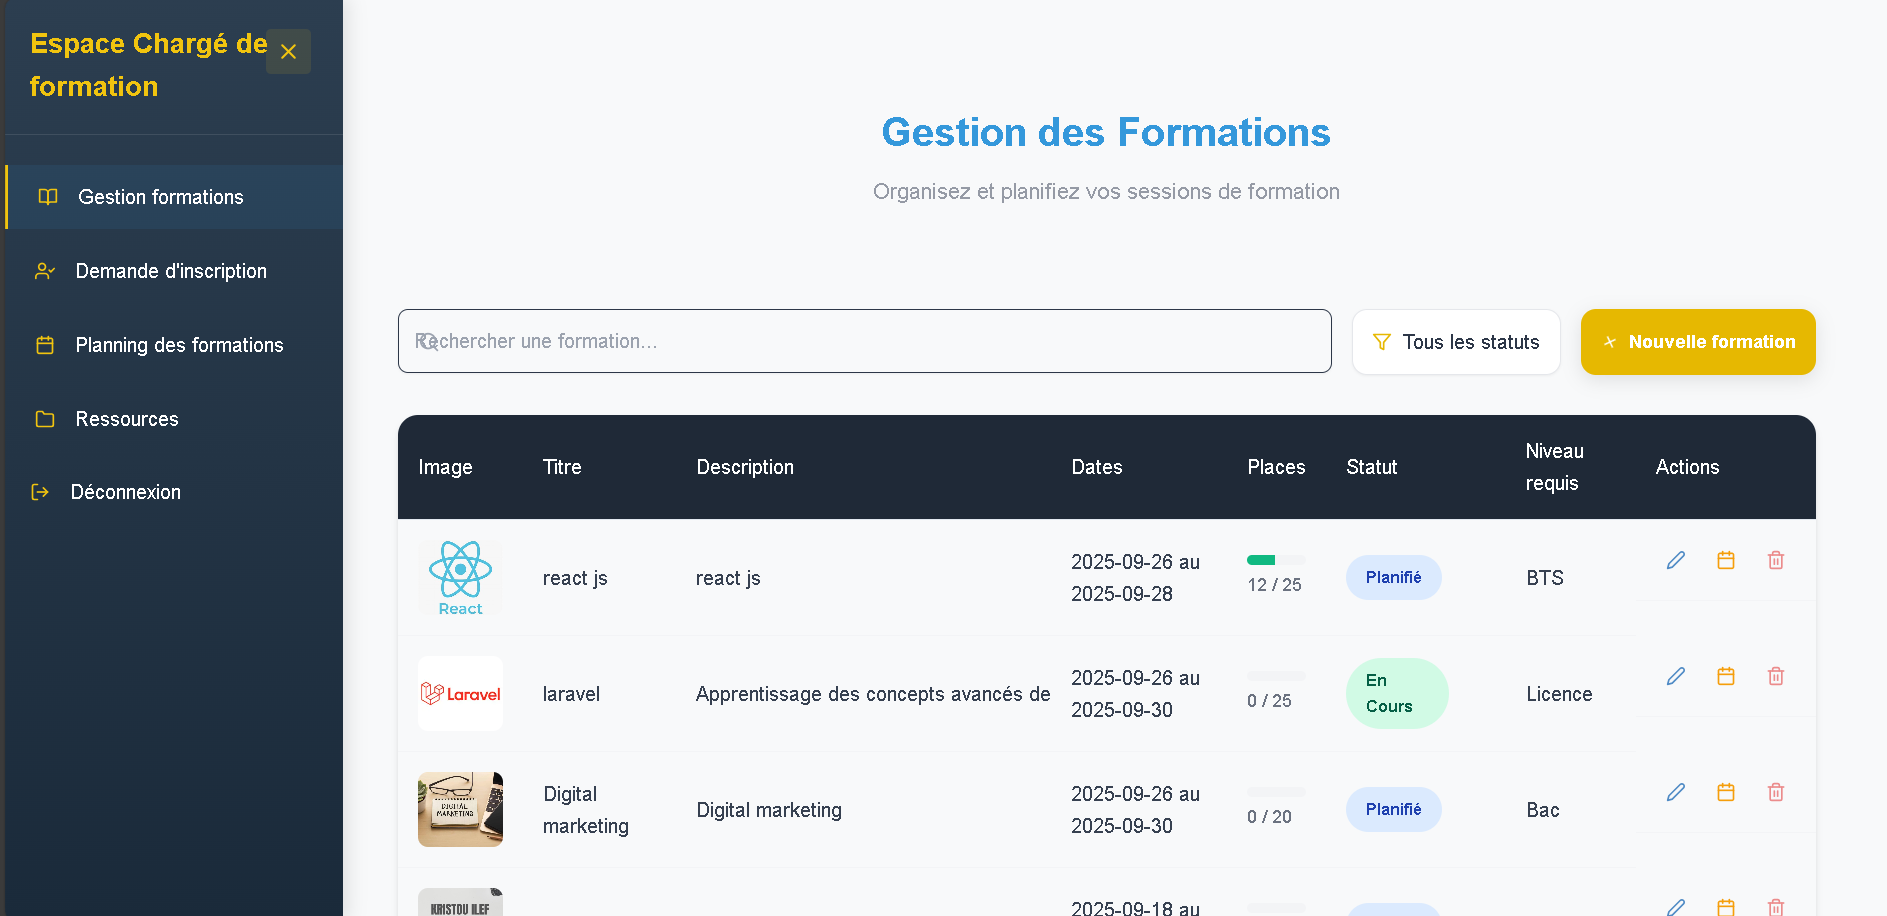 Espace Chargé de
formation
Gestion formations
Demande d'inscription
Planning des formations
Ressources
Déconnexion
Gestion des Formations
Organisez et planifiez vos sessions de formation
Rechercher une formation...
Tous les statuts
Nouvelle formation
Image Titre Description Dates Places Statut Niveau requis Actions
React
react js
react js
2025-09-26 au
2025-09-28
12 / 25
Planifié
BTS
Laravel
laravel
Apprentissage des concepts avancés de
2025-09-26 au
2025-09-30
0 / 25
En
Cours
Licence
DIGITAL
MARKETING
Digital
marketing
Digital marketing
2025-09-26 au
2025-09-30
0 / 20
Planifié
Bac
2025-09-18 au